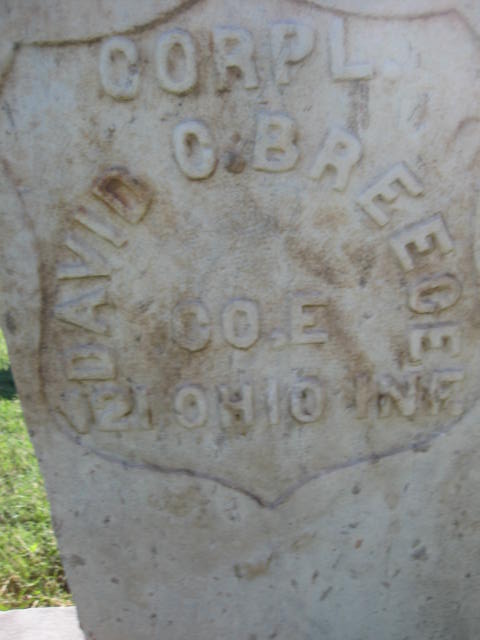 CORPL.
DAVID C. BREECE
CO. E
121 OHIO INF.